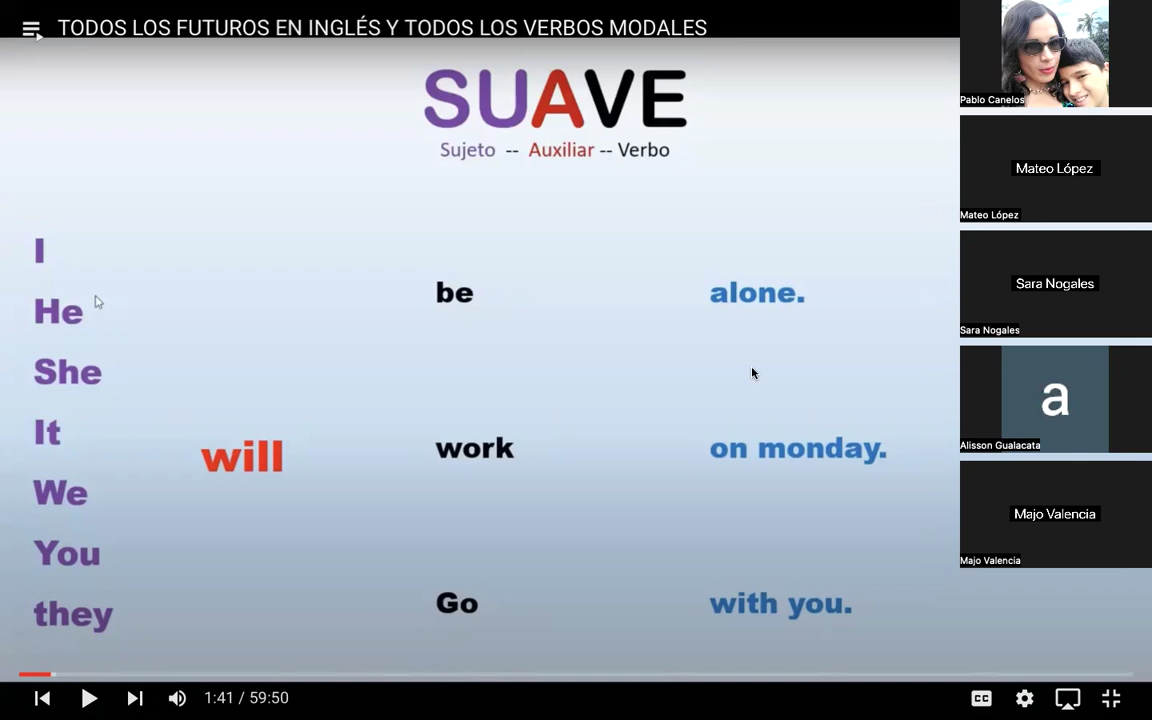 TODOS LOS FUTUROS EN INGLÉS Y TODOS LOS VERBOS MODALES
SUAVE
Sujeto -- Auxiliar -- Verbo
I
He
She
It
We
You
they
will
be
work
Go
alone.
on monday.
with you.
1:41 / 59:50
CC
Pablo Canelos
Mateo López
Mateo López
Sara Nogales
Sara Nogales
a
Alisson Gualacata
Majo Valencia
Majo Valencia